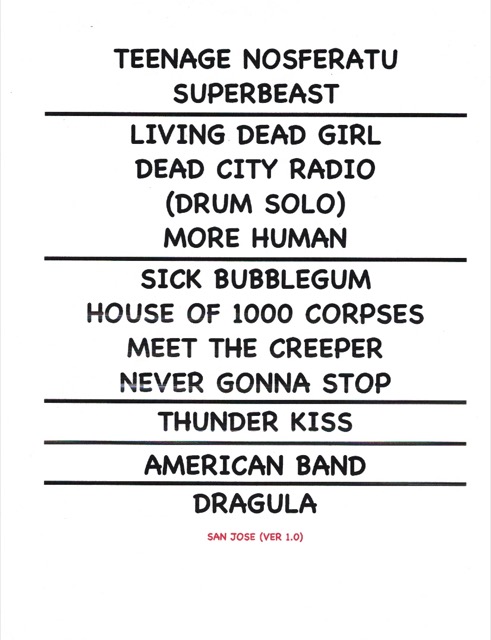 TEENAGE NOSFERATU
SUPERBEAST
LIVING DEAD GIRL
DEAD CITY RADIO
(DRUM SOLO)
MORE HUMAN
SICK BUBBLEGUM
HOUSE OF 1000 CORPSES
MEET THE CREEPER
NEVER GONNA STOP
THUNDER KISS
AMERICAN BAND
DRAGULA
SAN JOSE (VER 1.0)